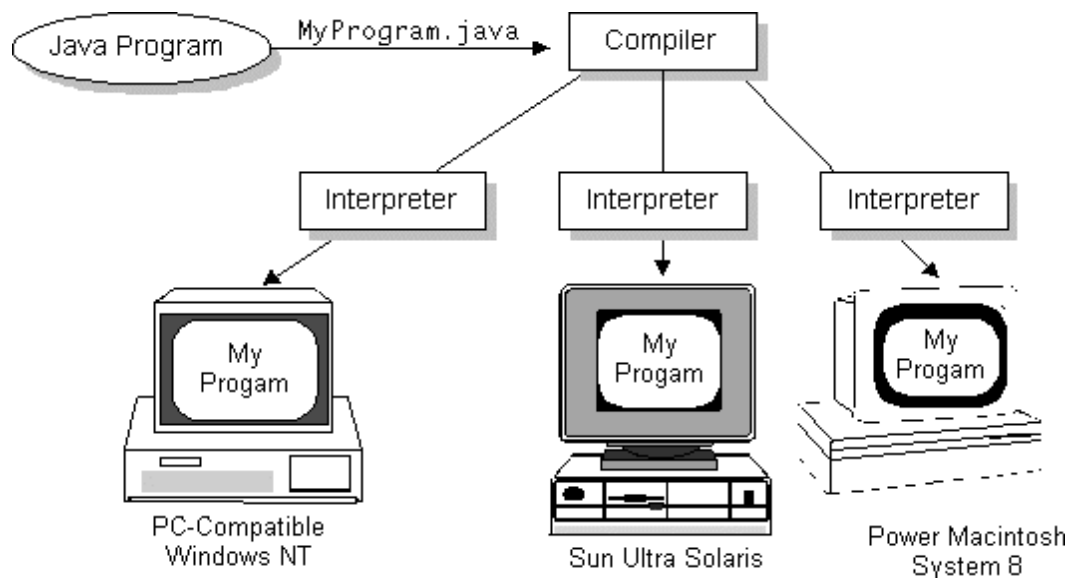 Java Program
MyProgram.java
Compiler
Interpreter
Interpreter
Interpreter
My
Progam
My
Progam
My
Progam
PC-Compatible
Windows NT
Sun Ultra Solaris
Power Macintosh
System 8